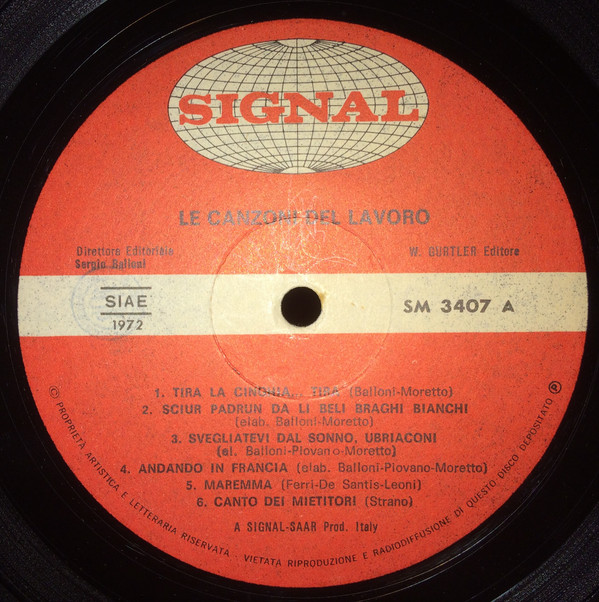 SIGNAL
LE CANZONI DEL LAVORO
Direttore Editoriale
Sergio Balloni
W. BURTLER Editore
SIAE
1972
SM 3407 A
1. TIRA LA CINGHIA... TIRA (Balloni-Moretto)
2. SCIUR PADRUN DA LI BELI BRAGHI BIANCHI
(elab. Balloni-Moretto)
3. SVEGLIATEVI DAL SONNO, UBRIACONI
(el. Balloni-Piovano-Moretto)
4. ANDANDO IN FRANCIA (elab. Balloni-Piovano-Moretto)
5. MAREMMA (Ferri-De Santis-Leoni)
6. CANTO DEI MIETITORI (Strano)
A SIGNAL-SAAR Prod. Italy
© PROPRIETÀ ARTISTICA E LETTERARIA RISERVATA - VIETATA RIPRODUZIONE E RADIODIFFUSIONE DI QUESTO DISCO DEPOSITATO ℗